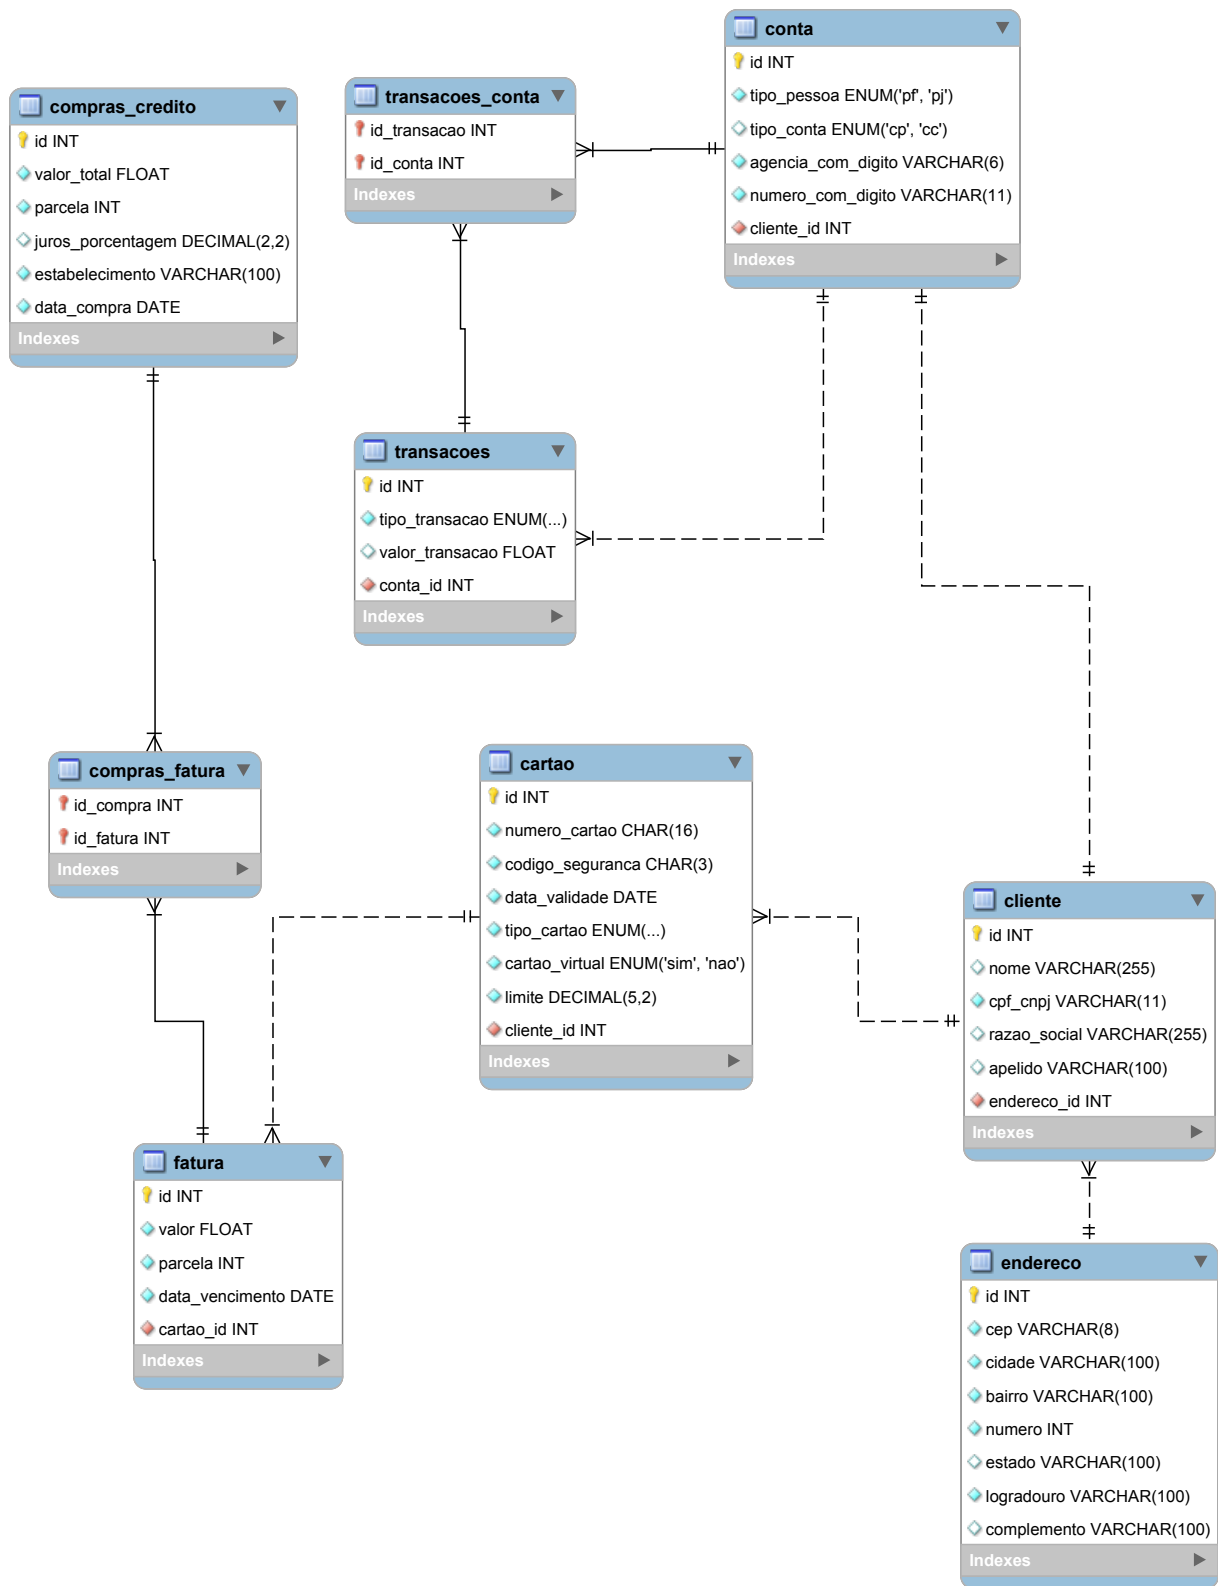 conta
id INT
tipo_pessoa ENUM('pf', 'pj')
tipo_conta ENUM('cp', 'cc')
agencia_com_digito VARCHAR(6)
numero_com_digito VARCHAR(11)
cliente_id INT
Indexes
transacoes_conta
id_transacao INT
id_conta INT
Indexes
compras_credito
id INT
valor_total FLOAT
parcela INT
juros_porcentagem DECIMAL(2,2)
estabelecimento VARCHAR(100)
data_compra DATE
Indexes
transacoes
id INT
tipo_transacao ENUM(...)
valor_transacao FLOAT
conta_id INT
Indexes
compras_fatura
id_compra INT
id_fatura INT
Indexes
cartao
id INT
numero_cartao CHAR(16)
codigo_seguranca CHAR(3)
data_validade DATE
tipo_cartao ENUM(...)
cartao_virtual ENUM('sim', 'nao')
limite DECIMAL(5,2)
cliente_id INT
Indexes
cliente
id INT
nome VARCHAR(255)
cpf_cnpj VARCHAR(11)
razao_social VARCHAR(255)
apelido VARCHAR(100)
endereco_id INT
Indexes
fatura
id INT
valor FLOAT
parcela INT
data_vencimento DATE
cartao_id INT
Indexes
endereco
id INT
cep VARCHAR(8)
cidade VARCHAR(100)
bairro VARCHAR(100)
numero INT
estado VARCHAR(100)
logradouro VARCHAR(100)
complemento VARCHAR(100)
Indexes